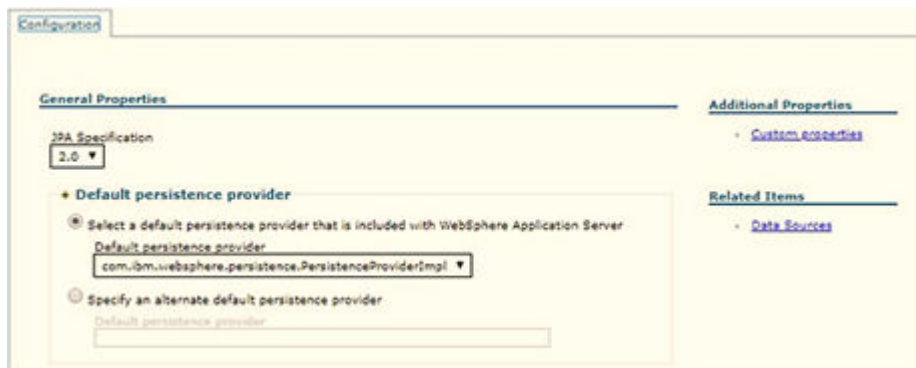 Configuration
General Properties
JPA Specification
2.0
Default persistence provider
Select a default persistence provider that is included with WebSphere Application Server
Default persistence provider
com.ibm.websphere.persistence.PersistenceProviderImpl
Specify an alternate default persistence provider
Default persistence provider
Additional Properties
Custom properties
Related Items
Data Sources